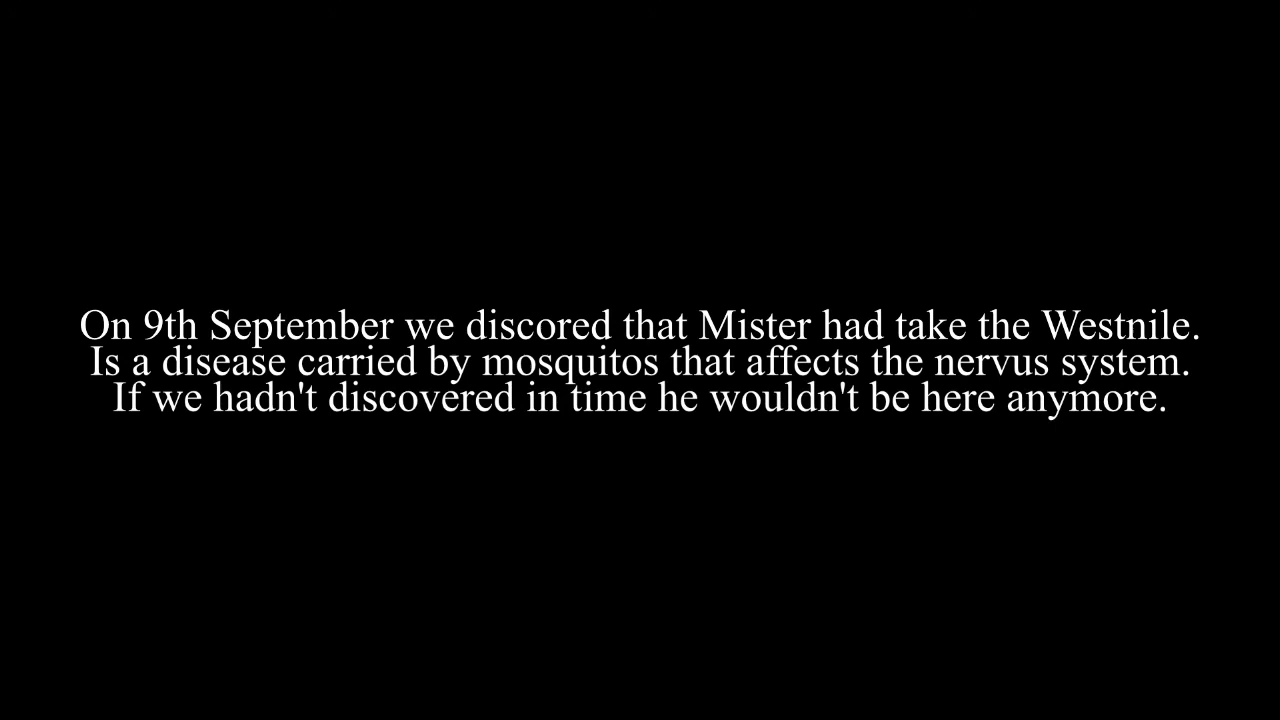 On 9th September we discored that Mister had take the Westnile.
Is a disease carried by mosquitos that affects the nervus system.
If we hadn't discovered in time he wouldn't be here anymore.